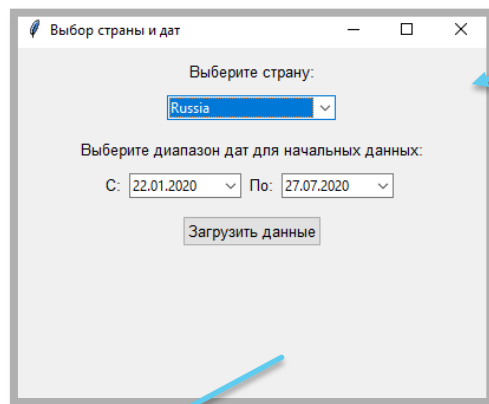 Выбор страны и дат
Выберите страну:
Russia
Выберите диапазон дат для начальных данных:
С: 22.01.2020 По: 27.07.2020
Загрузить данные